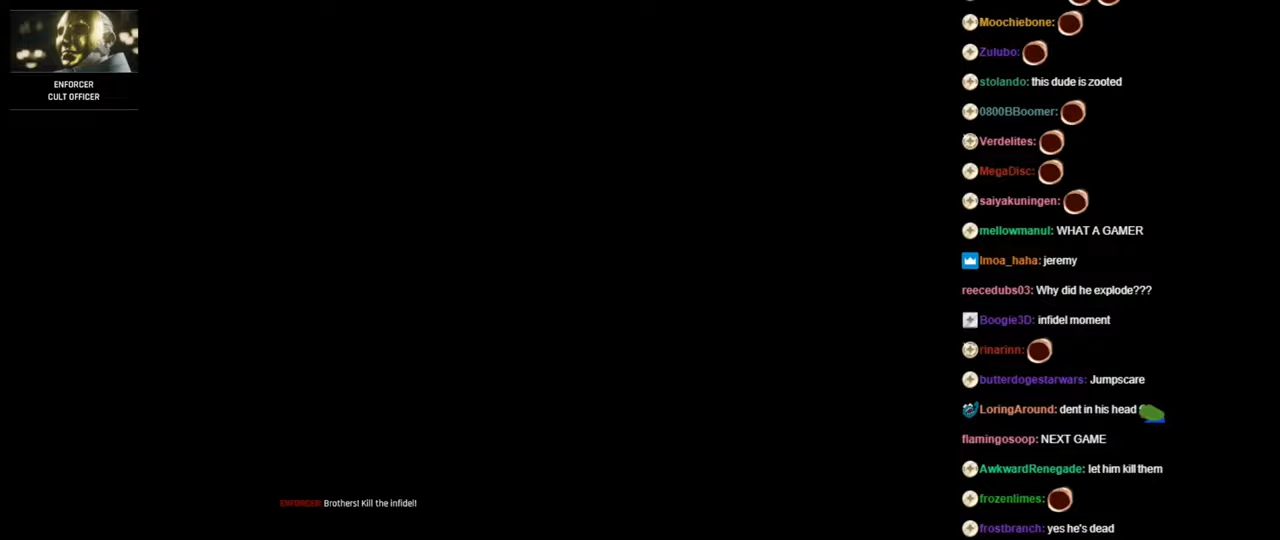 ENFORCER
CULT OFFICER
ENFORCER: Brothers! Kill the infidel!
Moochiebone:
Zulubo:
stolando: this dude is zooted
0800BBoomer:
Verdelites:
MegaDisc:
saiyakuningen:
mellowmanul: WHAT A GAMER
lmoa_haha: jeremy
reecedubs03: Why did he explode???
Boogie3D: infidel moment
rinarinn:
butterdogestarwars: Jumpscare
LoringAround: dent in his head
flamingosoop: NEXT GAME
AwkwardRenegade: let him kill them
frozenlimes:
frostbranch: yes he's dead